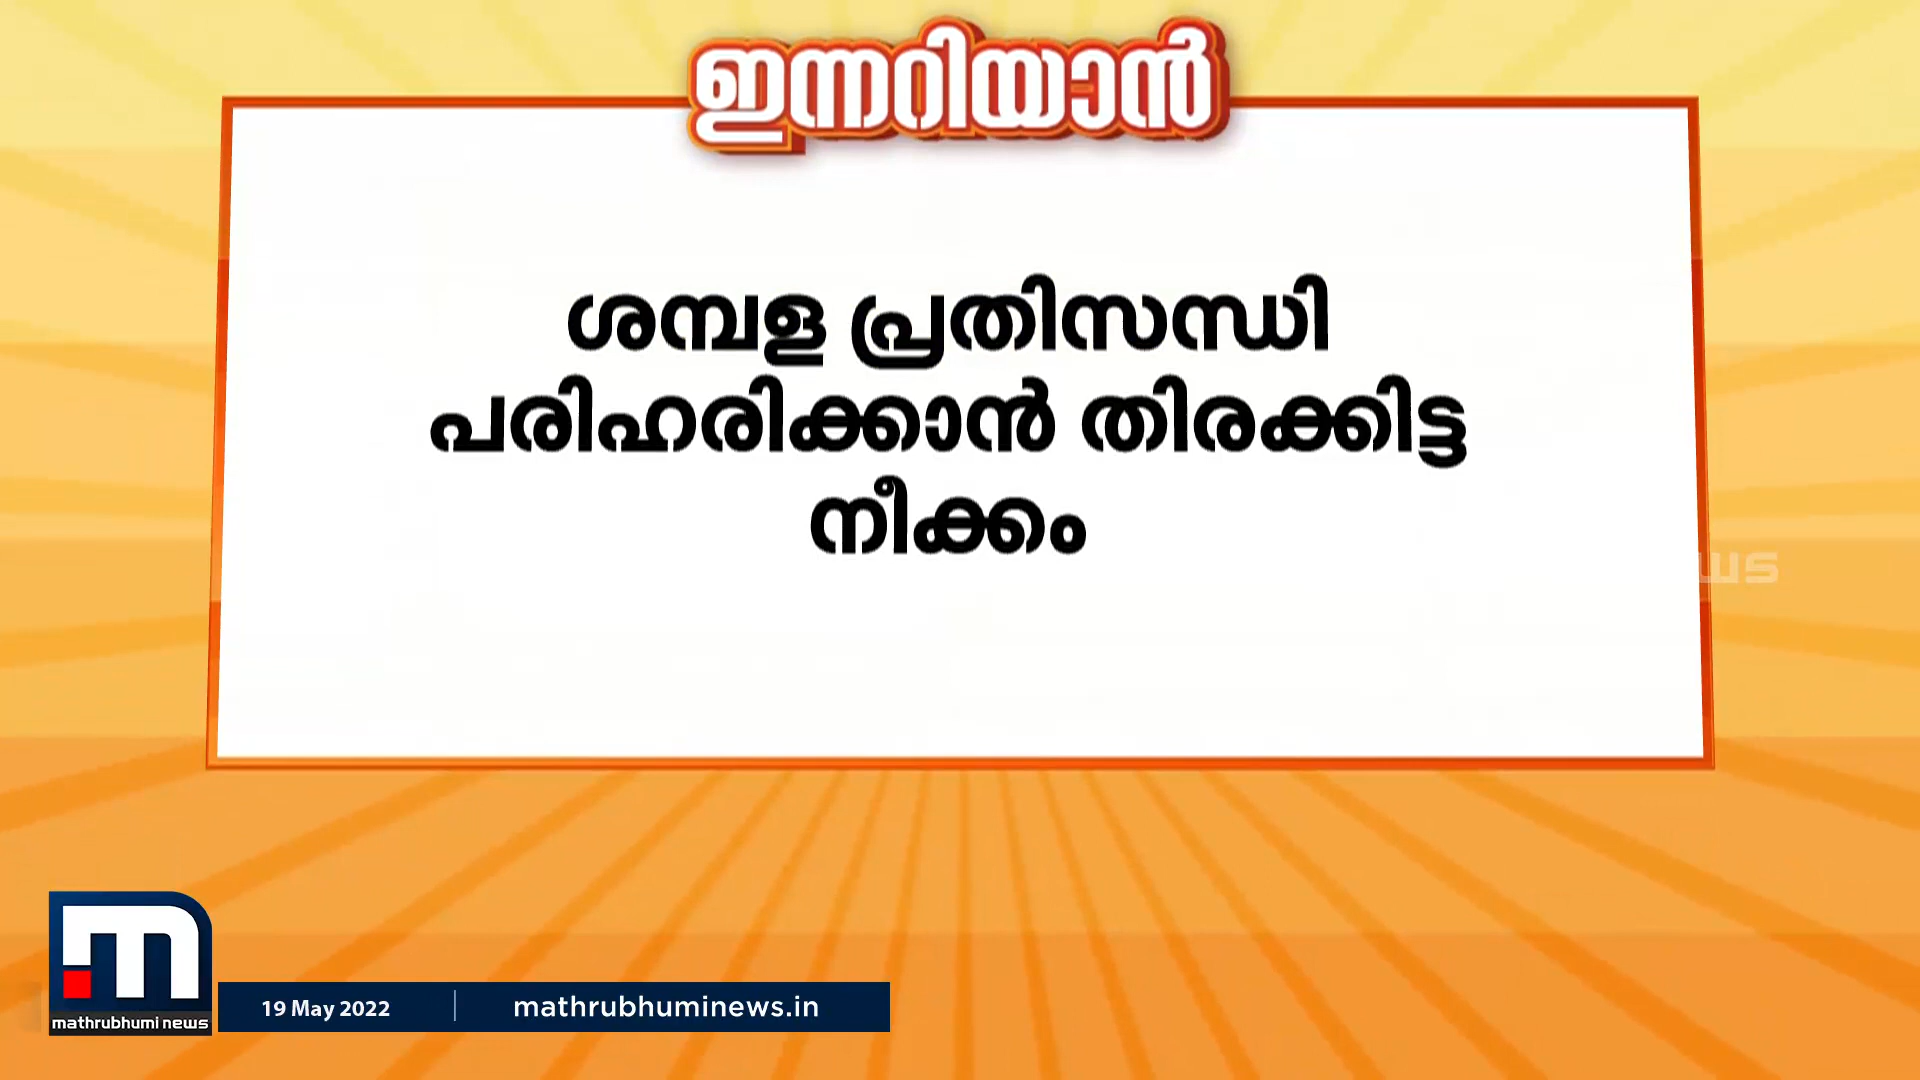 ഇന്നറിയാൻ
ശമ്പള പ്രതിസന്ധി
പരിഹരിക്കാൻ തിരക്കിട്ട
നീക്കം
mathrubhumi news
19 May 2022
mathrubhuminews.in